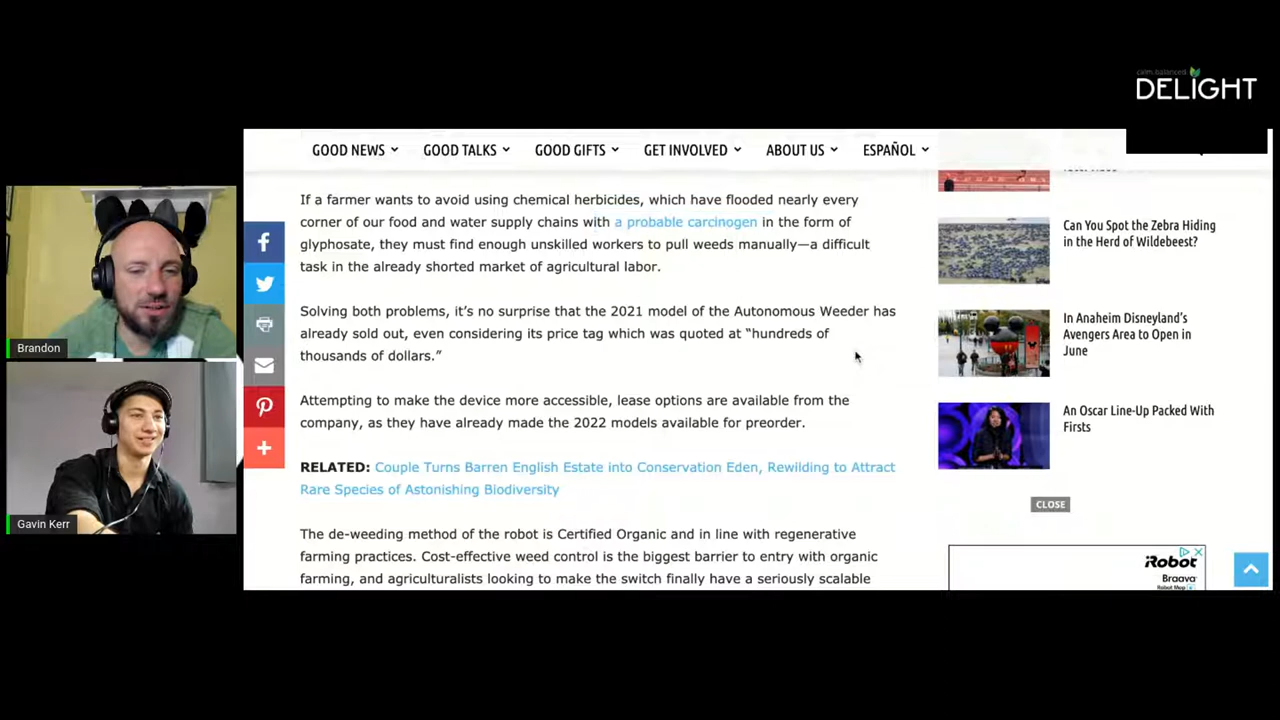 calm balanced
DELIGHT
GOOD NEWS
GOOD TALKS
GOOD GIFTS
GET INVOLVED
ABOUT US
ESPAÑOL
If a farmer wants to avoid using chemical herbicides, which have flooded nearly every
corner of our food and water supply chains with a probable carcinogen in the form of
glyphosate, they must find enough unskilled workers to pull weeds manually—a difficult
task in the already shorted market of agricultural labor.
Solving both problems, it's no surprise that the 2021 model of the Autonomous Weeder has
already sold out, even considering its price tag which was quoted at “hundreds of
thousands of dollars.”
Attempting to make the device more accessible, lease options are available from the
company, as they have already made the 2022 models available for preorder.
RELATED: Couple Turns Barren English Estate into Conservation Eden, Rewilding to Attract
Rare Species of Astonishing Biodiversity
The de-weeding method of the robot is Certified Organic and in line with regenerative
farming practices. Cost-effective weed control is the biggest barrier to entry with organic
farming, and agriculturalists looking to make the switch finally have a seriously scalable
Can You Spot the Zebra Hiding
in the Herd of Wildebeest?
In Anaheim Disneyland's
Avengers Area to Open in
June
An Oscar Line-Up Packed With
Firsts
CLOSE
iRobot
Braava
Robot Mop
Brandon
Gavin Kerr